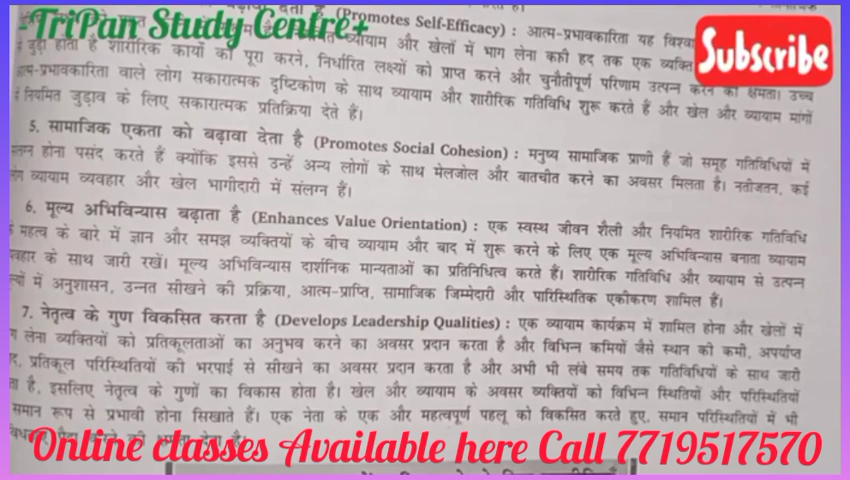 -TriPan Study Centre+
Subscribe
बढ़ावा देता है (Promotes Self-Efficacy) : आत्म-प्रभावकारिता यह विश्वा
व्यायाम और खेलों में भाग लेना काफी हद तक एक व्यक्ति
जुड़ा होता है शारीरिक कार्यों को पूरा करने, निर्धारित लक्ष्यों को प्राप्त करने और चुनौतीपूर्ण परिणाम उत्पन्न करने की क्षमता। उच्च
आत्म-प्रभावकारिता वाले लोग सकारात्मक दृष्टिकोण के साथ व्यायाम और शारीरिक गतिविधि शुरू करते हैं और खेल और व्यायाम मांगों
में नियमित जुड़ाव के लिए सकारात्मक प्रतिक्रिया देते हैं।
5. सामाजिक एकता को बढ़ावा देता है (Promotes Social Cohesion) : मनुष्य सामाजिक प्राणी हैं जो समूह गतिविधियों में
संलग्न होना पसंद करते हैं क्योंकि इससे उन्हें अन्य लोगों के साथ मेलजोल और बातचीत करने का अवसर मिलता है। नतीजतन, कई
लोग व्यायाम व्यवहार और खेल भागीदारी में संलग्न हैं।
6. मूल्य अभिविन्यास बढ़ाता है (Enhances Value Orientation) : एक स्वस्थ जीवन शैली और नियमित शारीरिक गतिविधि
के महत्व के बारे में ज्ञान और समझ व्यक्तियों के बीच व्यायाम और बाद में शुरू करने के लिए एक मूल्य अभिविन्यास बनाता व्यायाम
व्यवहार के साथ जारी रखें। मूल्य अभिविन्यास दार्शनिक मान्यताओं का प्रतिनिधित्व करते हैं। शारीरिक गतिविधि और व्यायाम से उत्पन्न
मूल्यों में अनुशासन, उन्नत सीखने की प्रक्रिया, आत्म-प्राप्ति, सामाजिक जिम्मेदारी और पारिस्थितिक एकीकरण शामिल हैं।
7. नेतृत्व के गुण विकसित करता है (Develops Leadership Qualities) : एक व्यायाम कार्यक्रम में शामिल होना और खेलों में
भाग लेना व्यक्तियों को प्रतिकूलताओं का अनुभव करने का अवसर प्रदान करता है और विभिन्न कमियों जैसे स्थान की कमी, अपर्याप्त
प्रतिकूल परिस्थितियों की भरपाई से सीखने का अवसर प्रदान करता है और अभी भी लंबे समय तक गतिविधियों के साथ जारी
है, इसलिए नेतृत्व के गुणों का विकास होता है। खेल और व्यायाम के अवसर व्यक्तियों को विभिन्न स्थितियों और परिस्थितियों
समान रूप से प्रभावी होना सिखाते हैं। एक नेता के एक और महत्वपूर्ण पहलू को विकसित करते हुए, समान परिस्थितियों में भी
Online classes Available here Call 7719517570